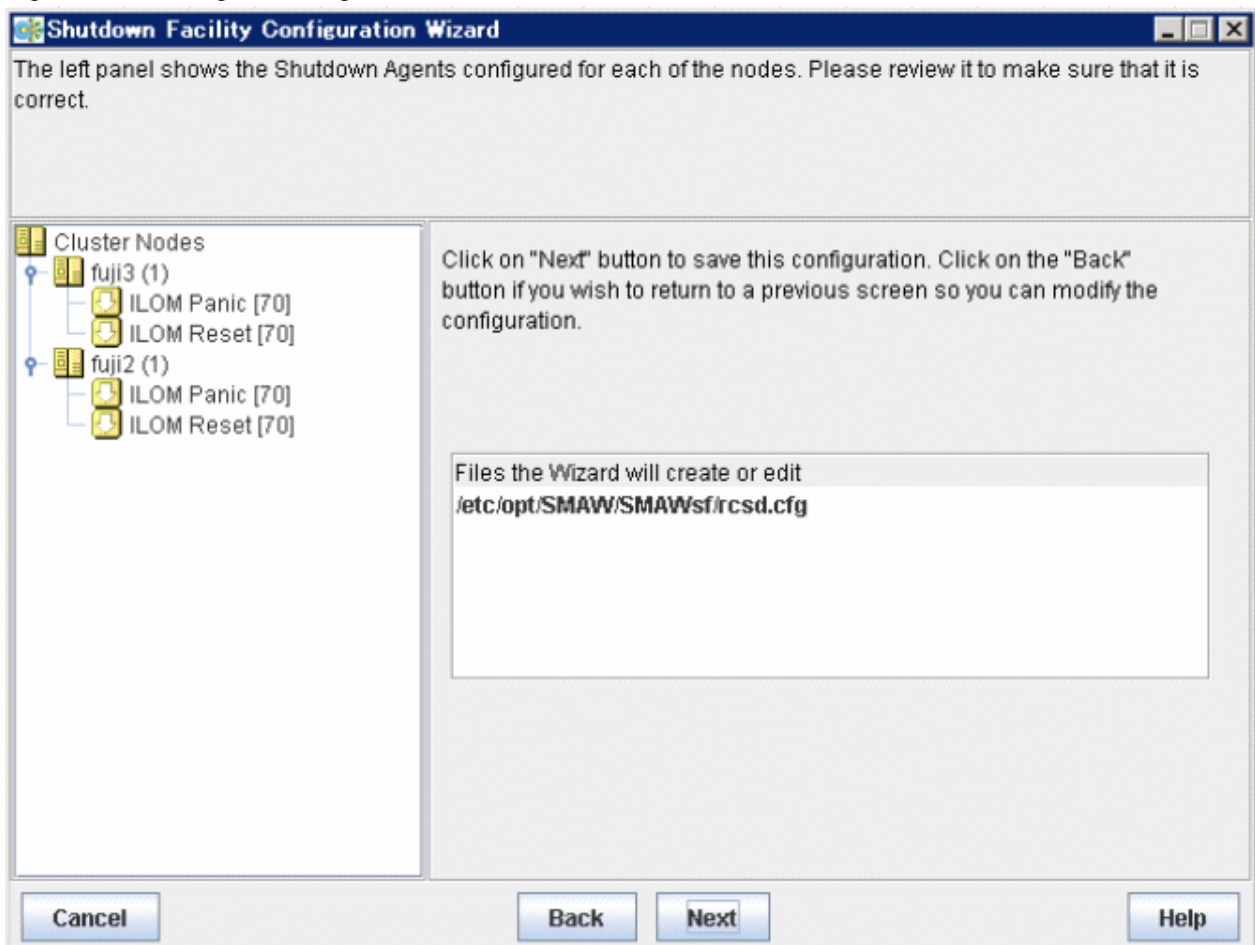 Shutdown Facility Configuration Wizard
The left panel shows the Shutdown Agents configured for each of the nodes. Please review it to make sure that it is
correct.
Cluster Nodes
fuji3 (1)
ILOM Panic [70]
ILOM Reset [70]
fuji2 (1)
ILOM Panic [70]
ILOM Reset [70]
Click on "Next" button to save this configuration. Click on the "Back"
button if you wish to return to a previous screen so you can modify the
configuration.
Files the Wizard will create or edit
/etc/opt/SMAW/SMAWsf/rcsd.cfg
Cancel
Back
Next
Help